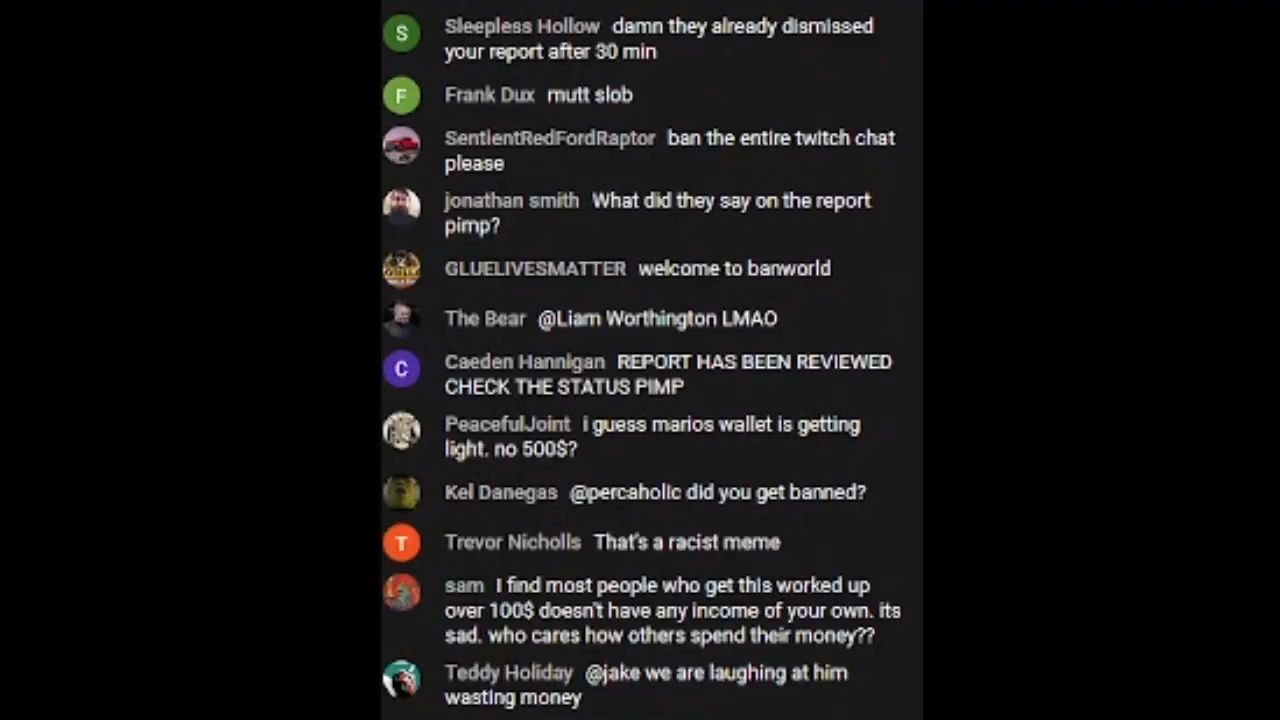 S
Sleepless Hollow damn they already dismissed
your report after 30 min
F
Frank Dux mutt slob
SentientRedFordRaptor ban the entire twitch chat
please
jonathan smith What did they say on the report
pimp?
GLUELIVESMATTER welcome to banworld
The Bear @Liam Worthington LMAO
C
Caeden Hannigan REPORT HAS BEEN REVIEWED
CHECK THE STATUS PIMP
PeacefulJoint i guess marios wallet is getting
light. no 500$?
Kel Danegas @percaholic did you get banned?
T
Trevor Nicholls That's a racist meme
sam I find most people who get this worked up
over 100$ doesn't have any income of your own. its
sad. who cares how others spend their money??
Teddy Holiday @jake we are laughing at him
wasting money